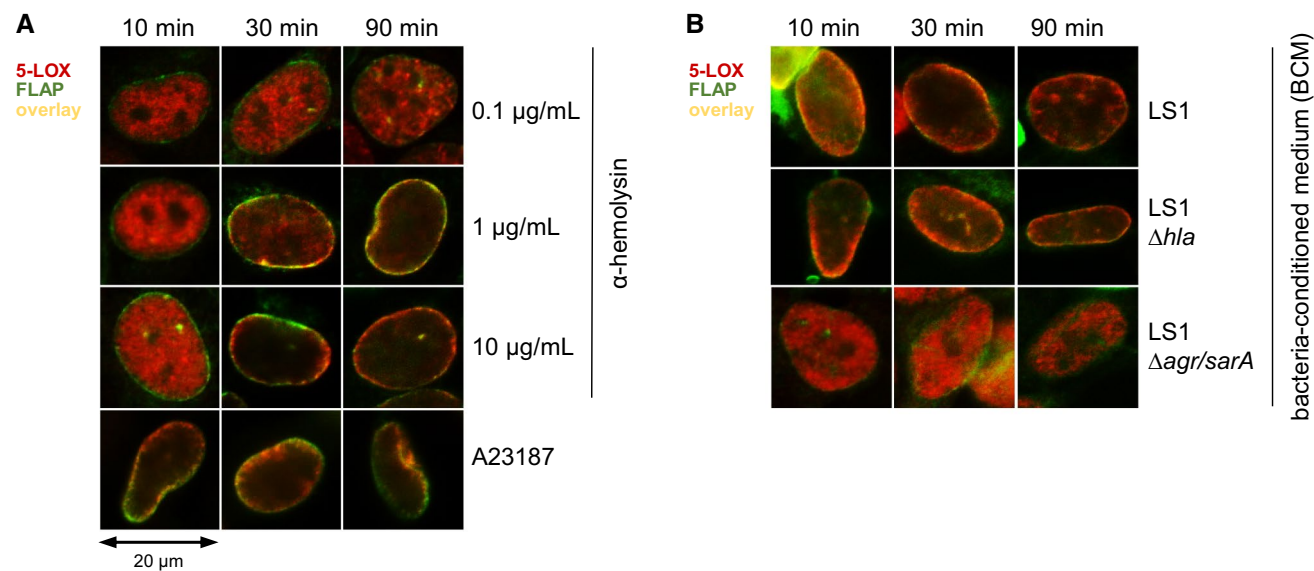 A
10 min 30 min 90 min
5-LOX
FLAP
overlay
0.1 µg/mL
1 µg/mL
10 µg/mL
α-hemolysin
A23187
20 µm
B
10 min 30 min 90 min
5-LOX
FLAP
overlay
LS1
LS1
Δhla
LS1
Δagr/sarA
bacteria-conditioned medium (BCM)